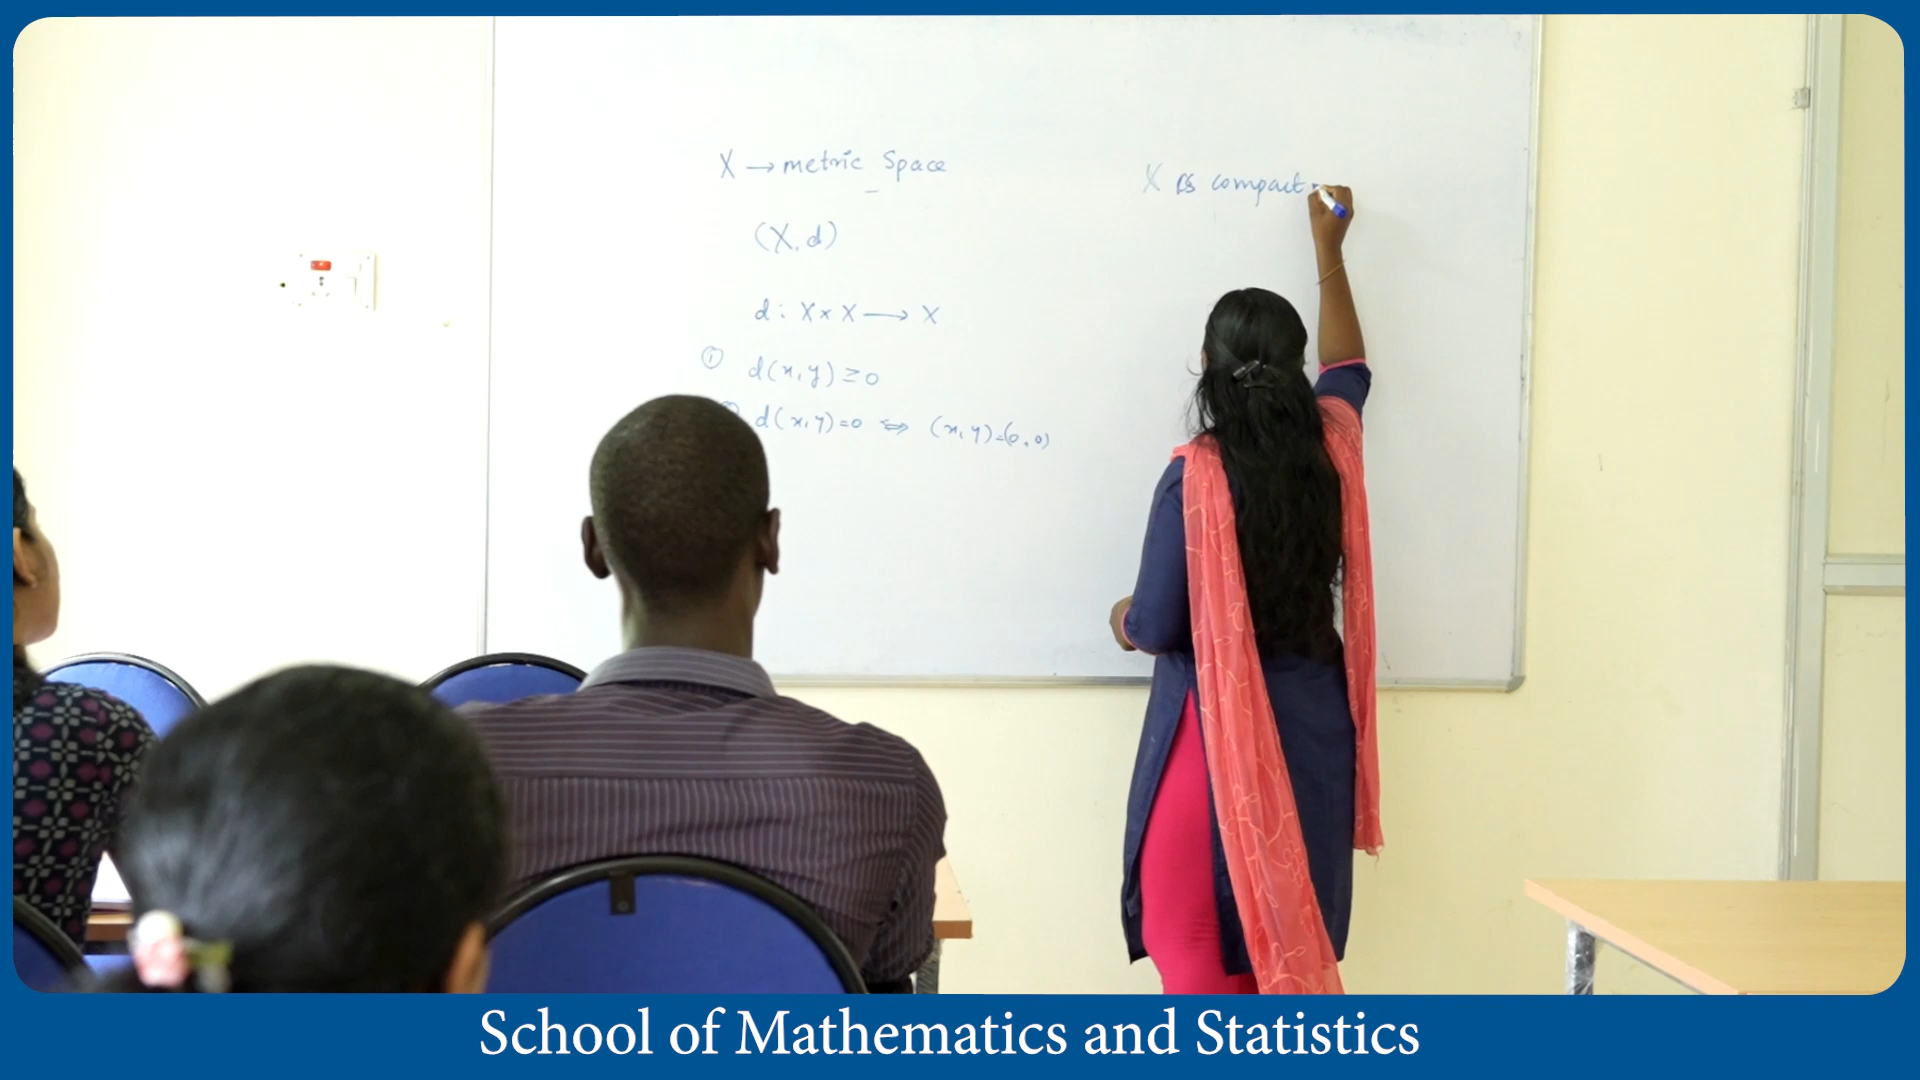 X → metric Space
(X, d)
d : X × X → X
① d(x, y) ≥ 0
d(x, y) = 0 ⇔ (x, y) = (0, 0)
X is compact
School of Mathematics and Statistics